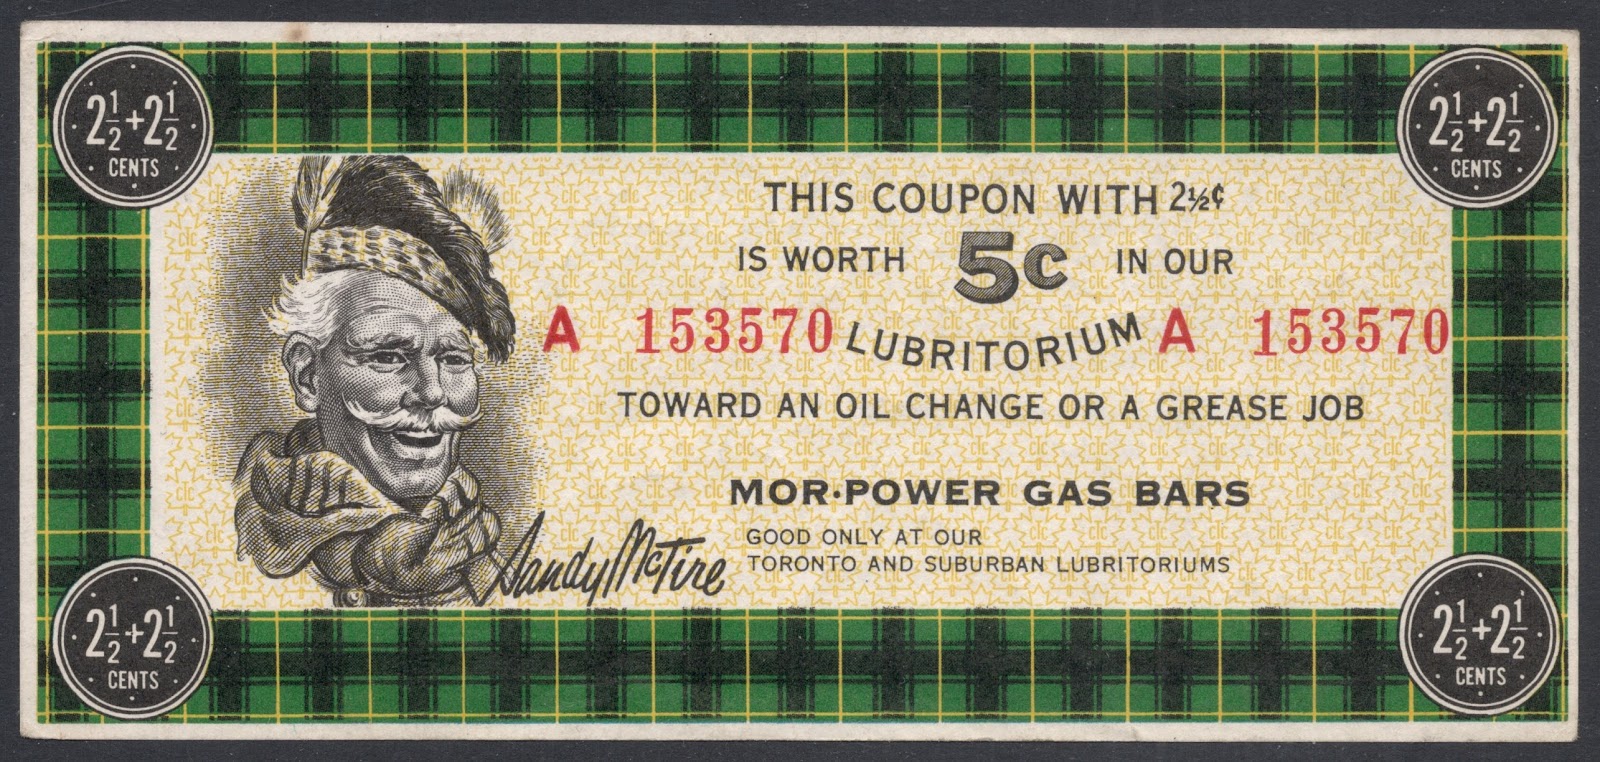 2½+2½
CENTS
2½+2½
CENTS
THIS COUPON WITH 2½¢
IS WORTH 5¢ IN OUR
A 153570 LUBRITORIUM A 153570
TOWARD AN OIL CHANGE OR A GREASE JOB
MOR·POWER GAS BARS
GOOD ONLY AT OUR
TORONTO AND SUBURBAN LUBRITORIUMS
Sandy McTire
2½+2½
CENTS
2½+2½
CENTS